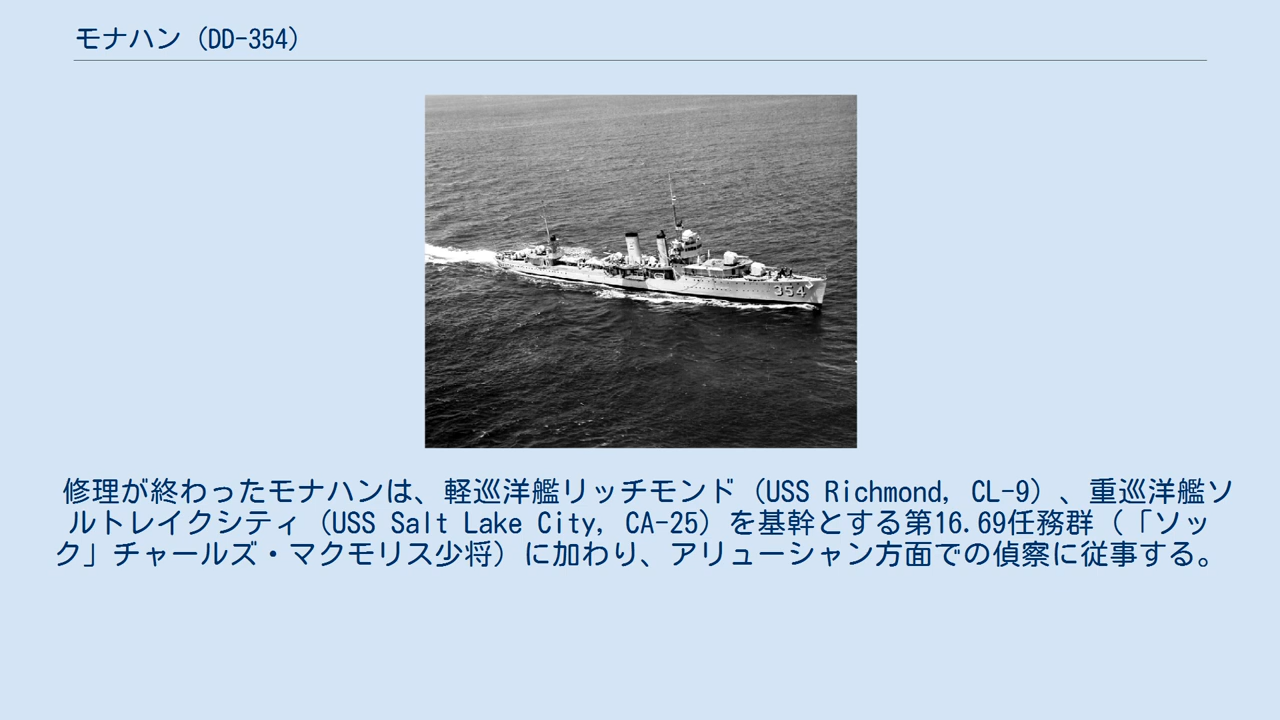 モナハン（DD-354）
354
修理が終わったモナハンは、軽巡洋艦リッチモンド（USS Richmond, CL-9）、重巡洋艦ソ
ルトレイクシティ（USS Salt Lake City, CA-25）を基幹とする第16.69任務群（「ソッ
ク」チャールズ・マクモリス少将）に加わり、アリューシャン方面での偵察に従事する。